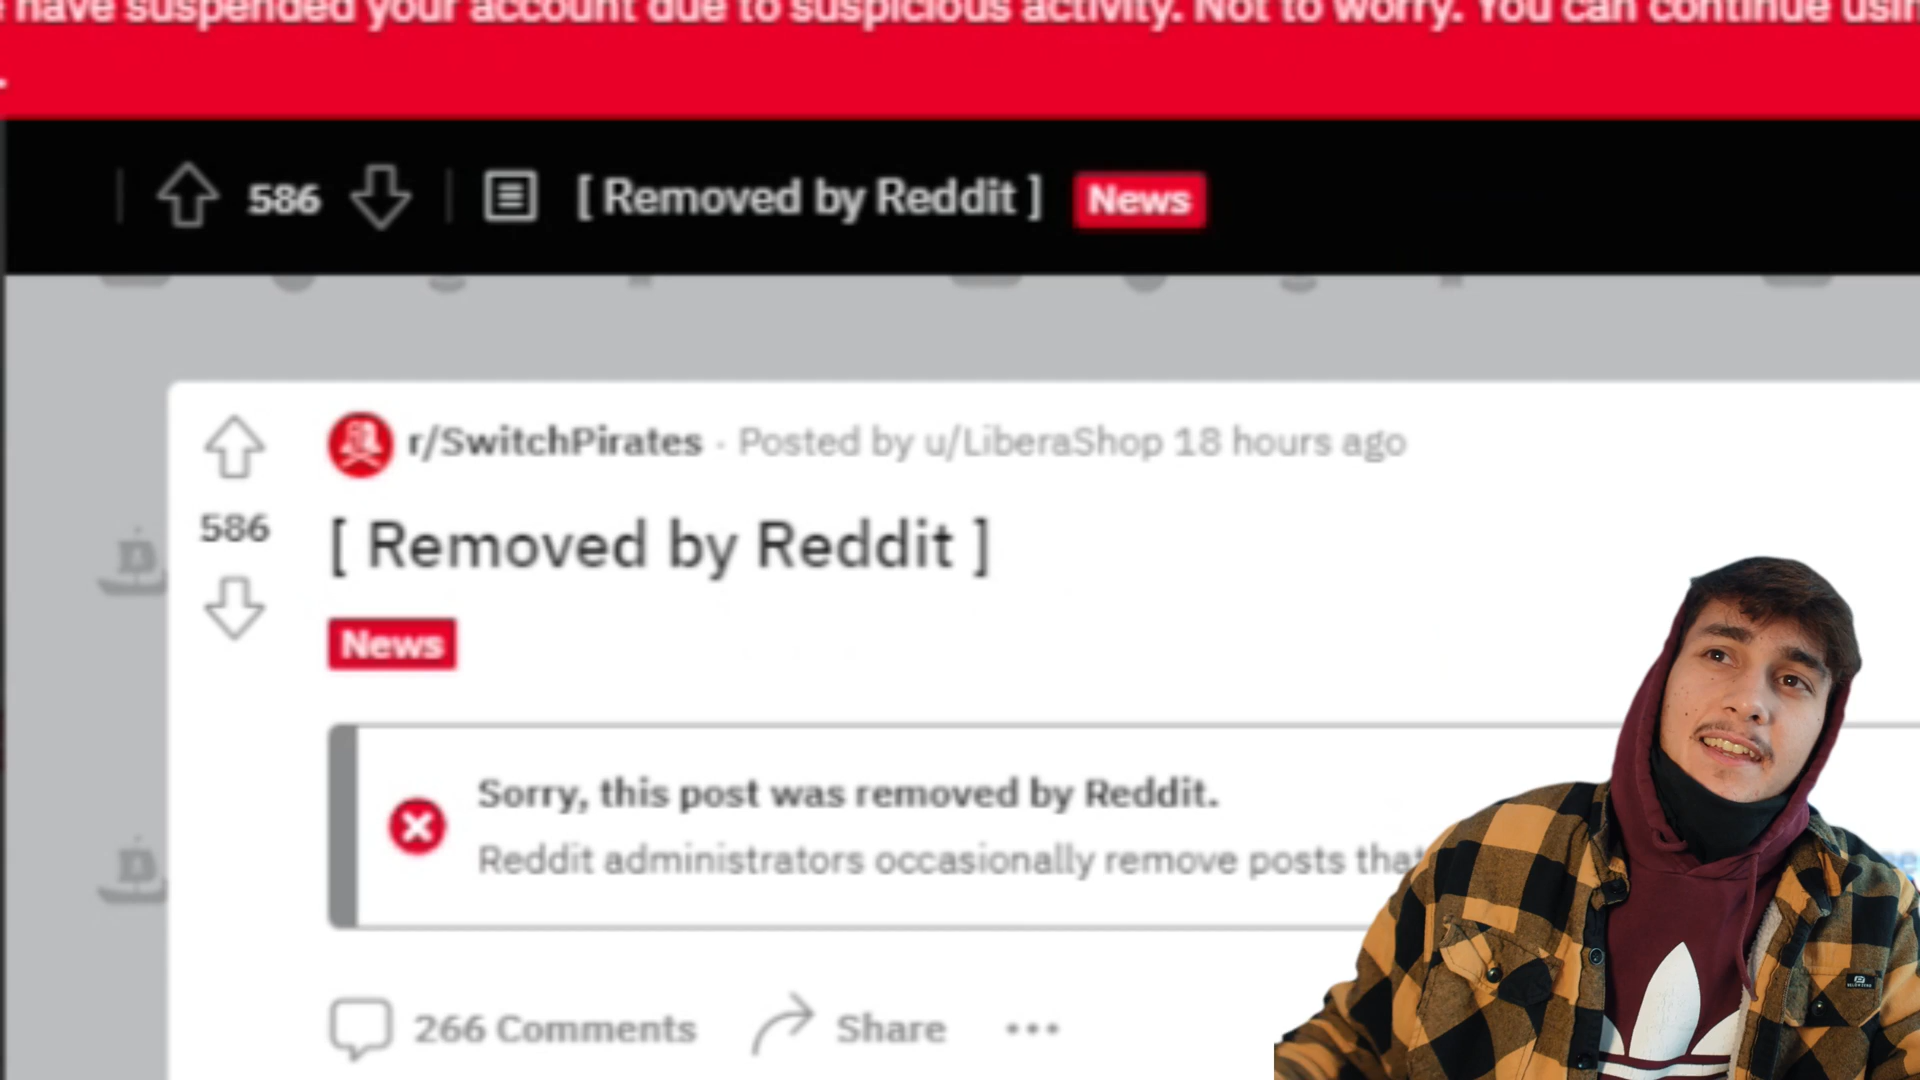 have suspended your account due to suspicious activity. Not to worry. You can continue
.
586 [ Removed by Reddit ] News
r/SwitchPirates · Posted by u/LiberaShop 18 hours ago
586
[ Removed by Reddit ]
News
Sorry, this post was removed by Reddit.
Reddit administrators occasionally remove posts that
266 Comments Share ...